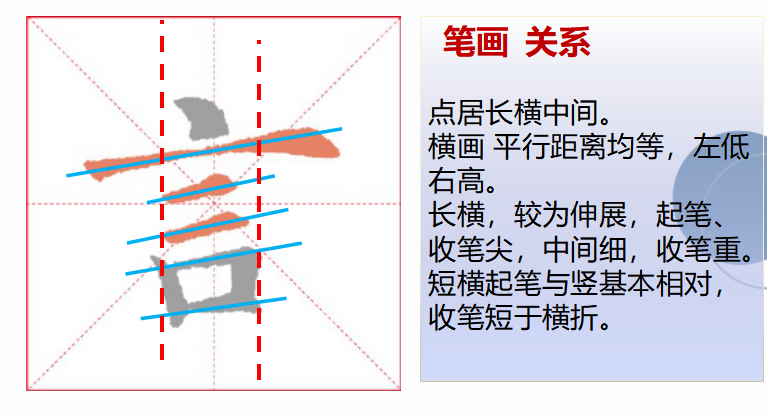 言
笔画 关系
点居长横中间。
横画 平行距离均等，左低
右高。
长横，较为伸展，起笔、
收笔尖，中间细，收笔重。
短横起笔与竖基本相对，
收笔短于横折。